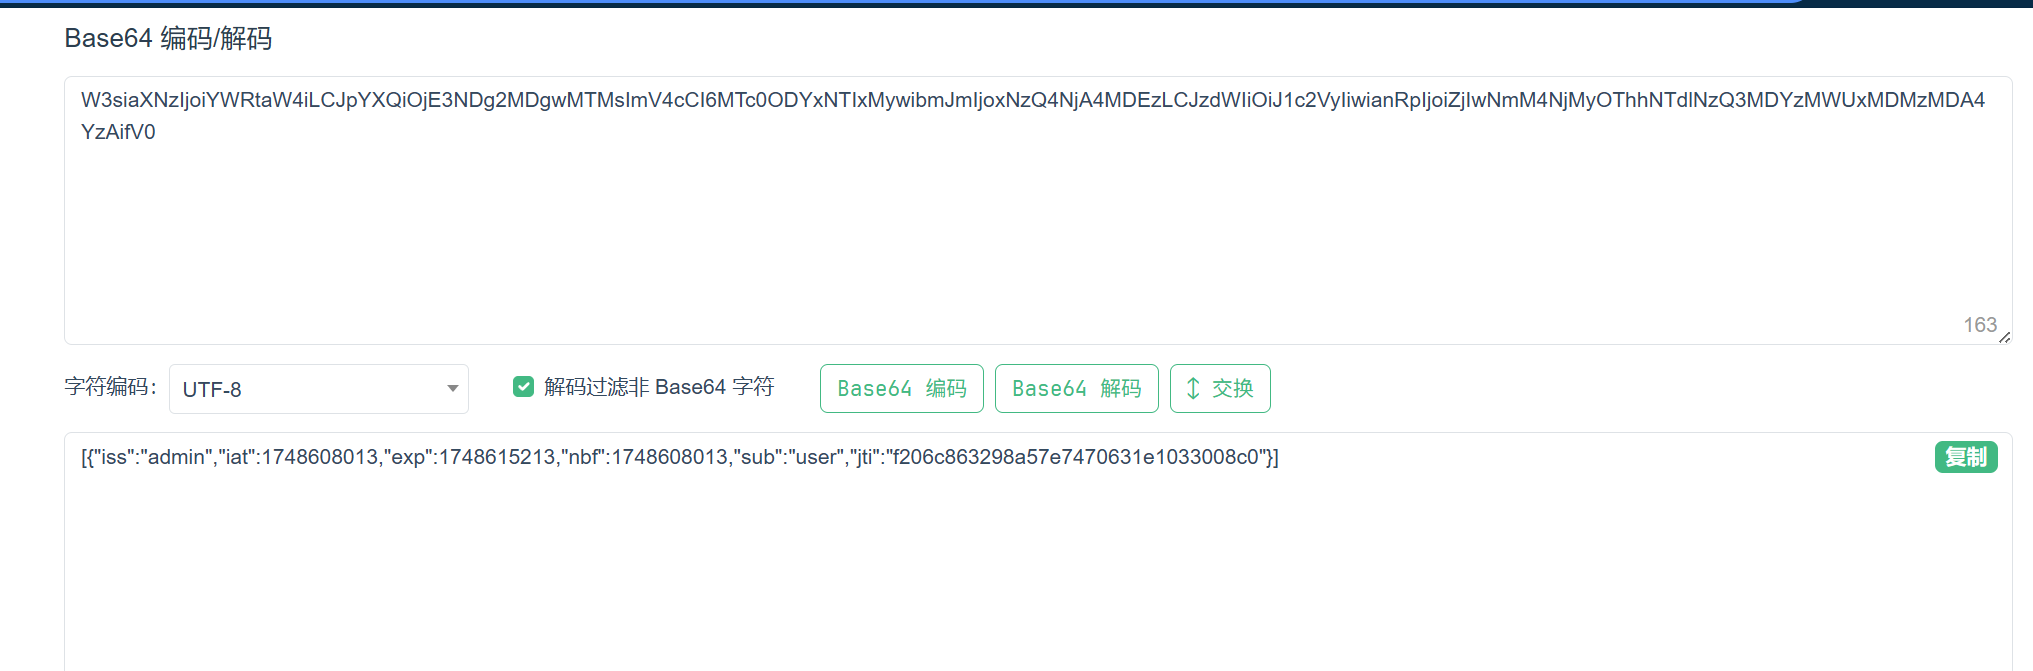 Base64 编码/解码
W3siaXNzIjoiYWRtaW4iLCJpYXQiOjE3NDg2MDgwMTMsImV4cCI6MTc0ODYxNTIxMywibmJmIjoxNzQ4NjA4MDEzLCJzdWIiOiJ1c2VyIiwianRpIjoiZjIwNmM4NjMyOThhNTdlNzQ3MDYzMWUxMDMzMDA4
YzAifV0
163
字符编码： UTF-8 解码过滤非 Base64 字符 Base64 编码 Base64 解码 交换
[{"iss":"admin","iat":1748608013,"exp":1748615213,"nbf":1748608013,"sub":"user","jti":"f206c863298a57e7470631e1033008c0"}] 复制